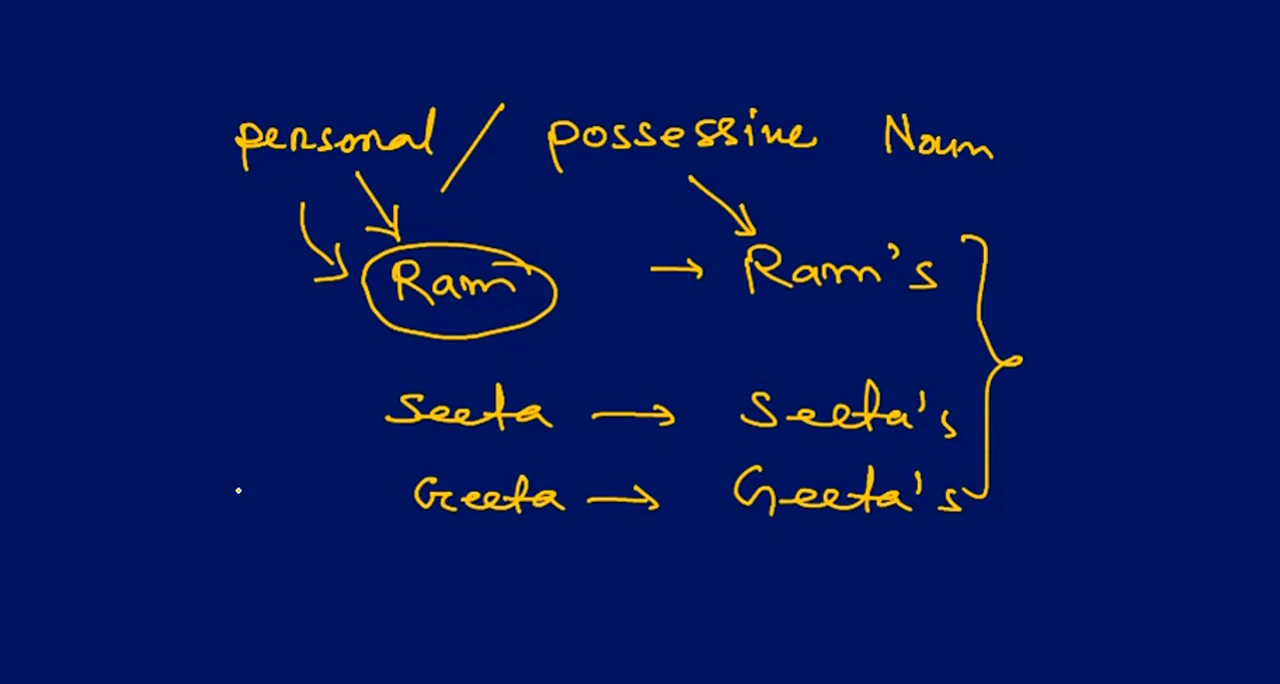 personal / possessive Noun
Ram → Ram's
Seeta → Seeta's
Geeta → Geeta's